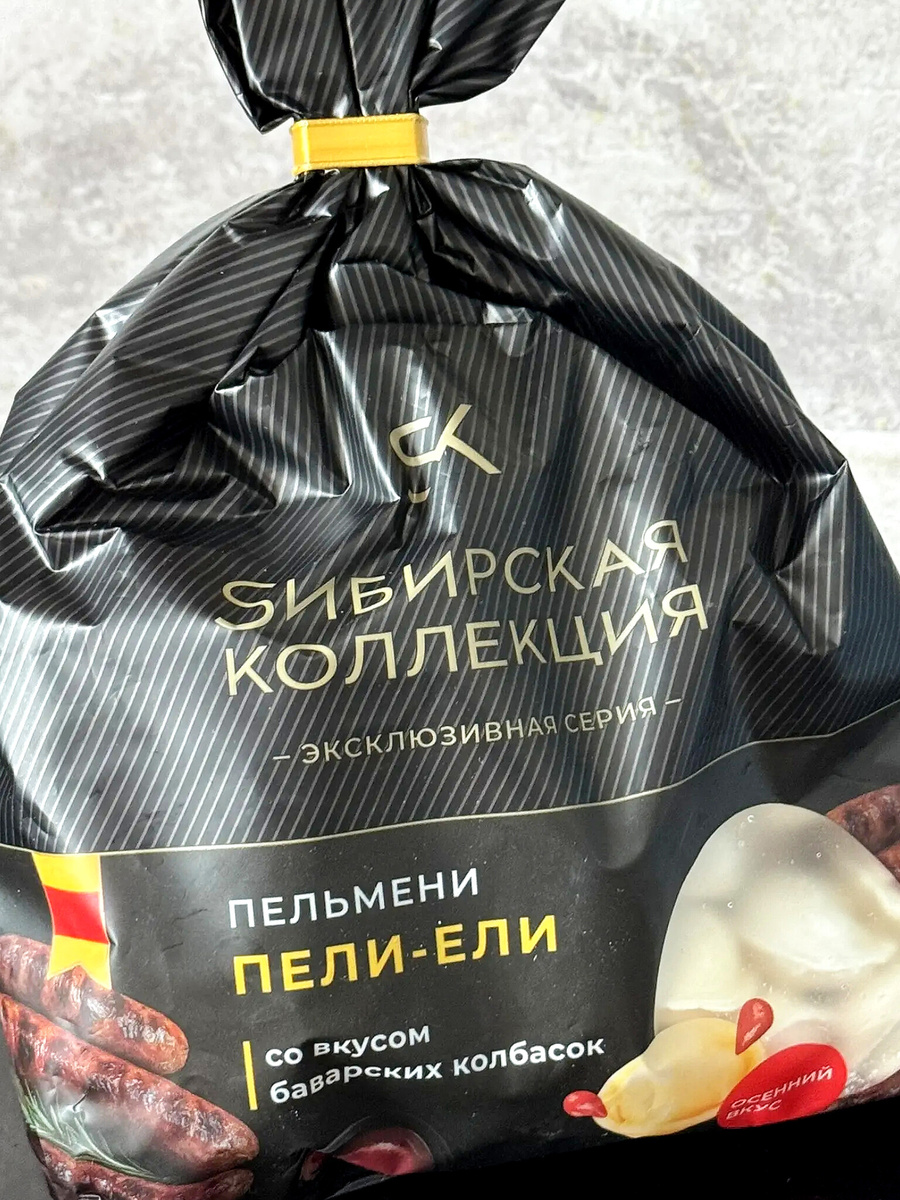 СК
SИБИРСКАЯ
КОЛЛЕКЦИЯ
– ЭКСКЛЮЗИВНАЯ СЕРИЯ –
ПЕЛЬМЕНИ
ПЕЛИ-ЕЛИ
со вкусом
баварских колбасок
ОСЕННИЙ
ВКУС